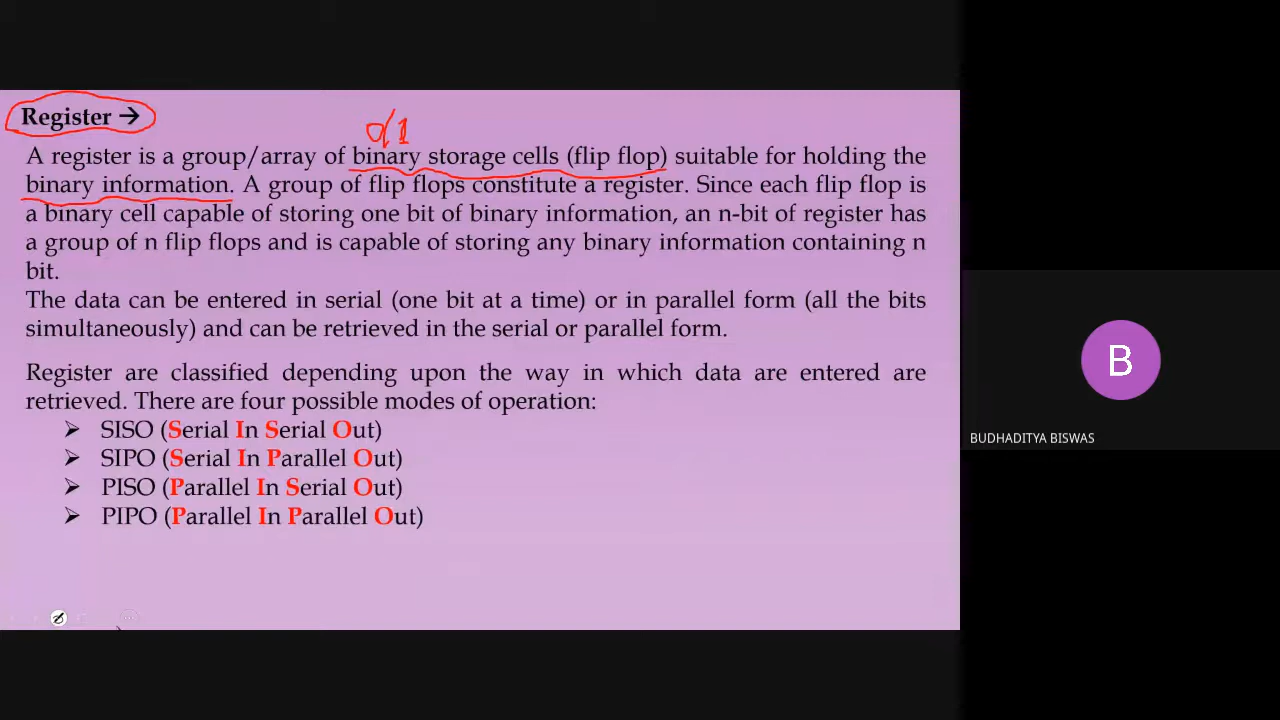 Register →
0/1
A register is a group/array of binary storage cells (flip flop) suitable for holding the
binary information. A group of flip flops constitute a register. Since each flip flop is
a binary cell capable of storing one bit of binary information, an n-bit of register has
a group of n flip flops and is capable of storing any binary information containing n
bit.
The data can be entered in serial (one bit at a time) or in parallel form (all the bits
simultaneously) and can be retrieved in the serial or parallel form.
Register are classified depending upon the way in which data are entered are
retrieved. There are four possible modes of operation:
➢ SISO (Serial In Serial Out)
➢ SIPO (Serial In Parallel Out)
➢ PISO (Parallel In Serial Out)
➢ PIPO (Parallel In Parallel Out)
B
BUDHADITYA BISWAS